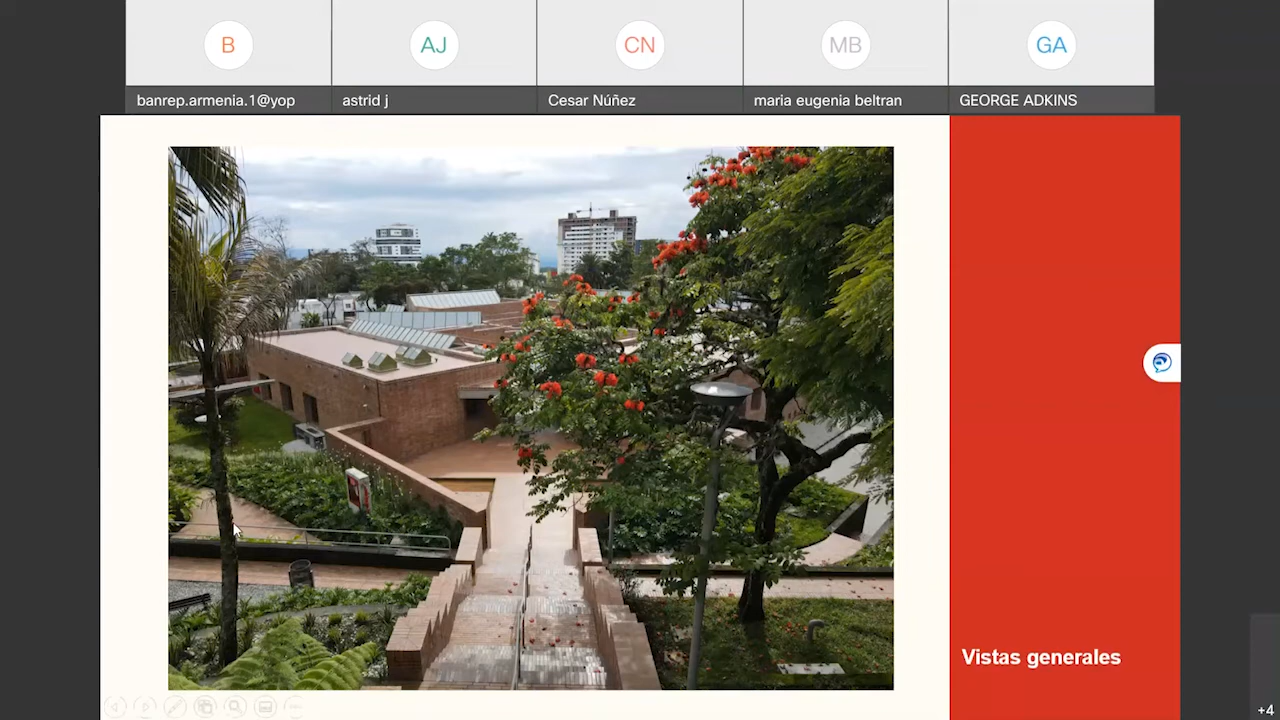 B
AJ
CN
MB
GA
banrep.armenia.1@yop
astrid j
Cesar Núñez
maria eugenia beltran
GEORGE ADKINS
Vistas generales
+4